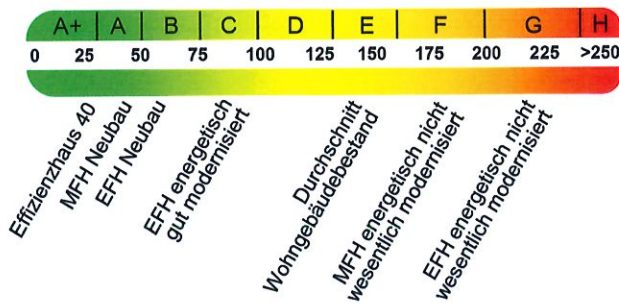 A+ A B C D E F G H
0 25 50 75 100 125 150 175 200 225 >250
Effizienzhaus 40
MFH Neubau
EFH Neubau
EFH energetisch
gut modernisiert
Durchschnitt
Wohngebäudebestand
MFH energetisch nicht
wesentlich modernisiert
EFH energetisch nicht
wesentlich modernisiert